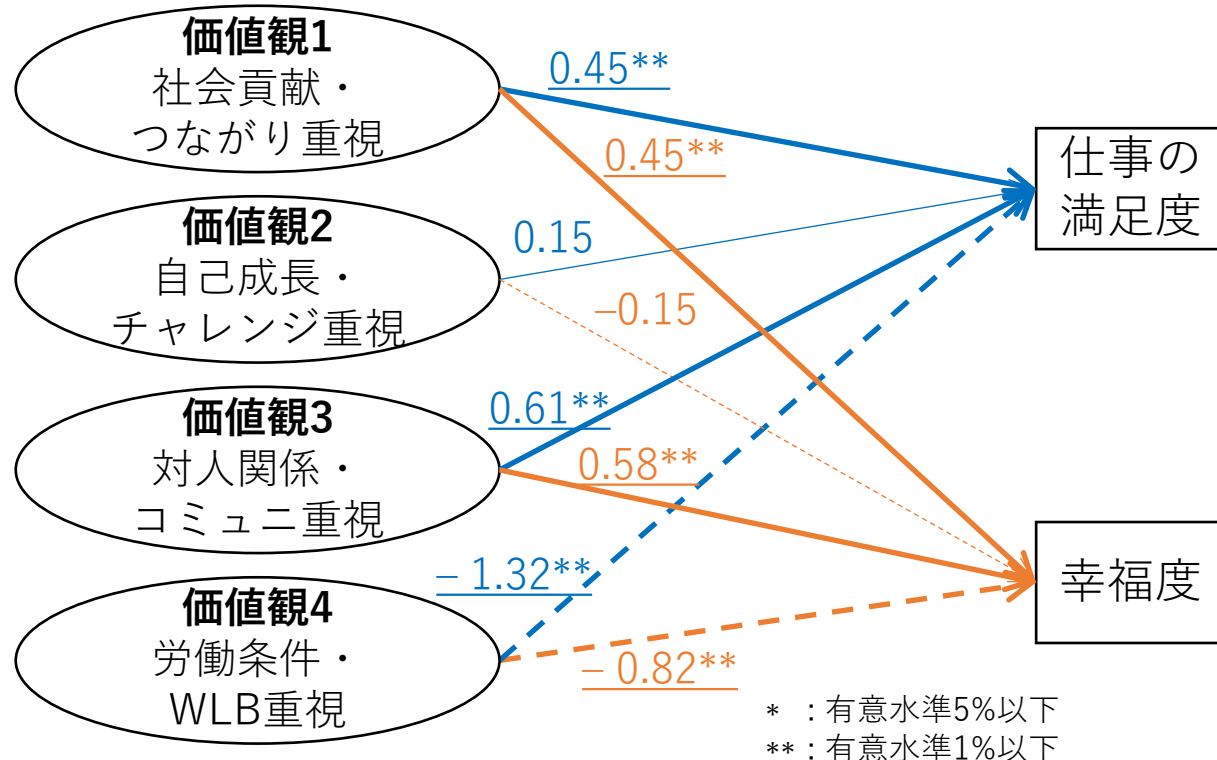 価値観1
社会貢献・
つながり重視
価値観2
自己成長・
チャレンジ重視
価値観3
対人関係・
コミュニ重視
価値観4
労働条件・
WLB重視
0.45**
0.45**
0.15
–0.15
0.61**
0.58**
– 1.32**
– 0.82**
仕事の
満足度
幸福度
* ：有意水準5%以下
**：有意水準1%以下